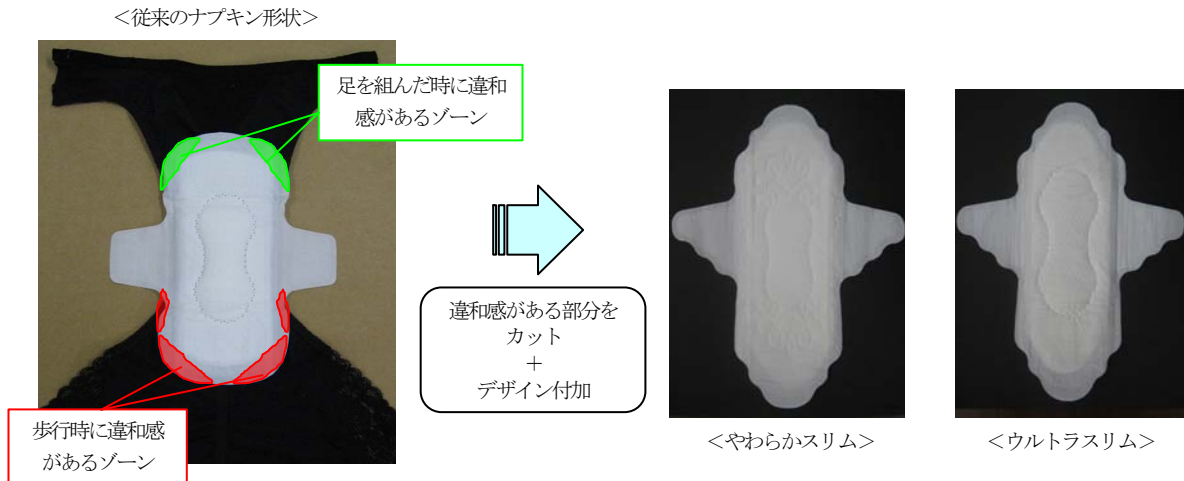 ＜従来のナプキン形状＞
足を組んだ時に違和
感があるゾーン
歩行時に違和感
があるゾーン
違和感がある部分を
カット
＋
デザイン付加
＜やわらかスリム＞
＜ウルトラスリム＞